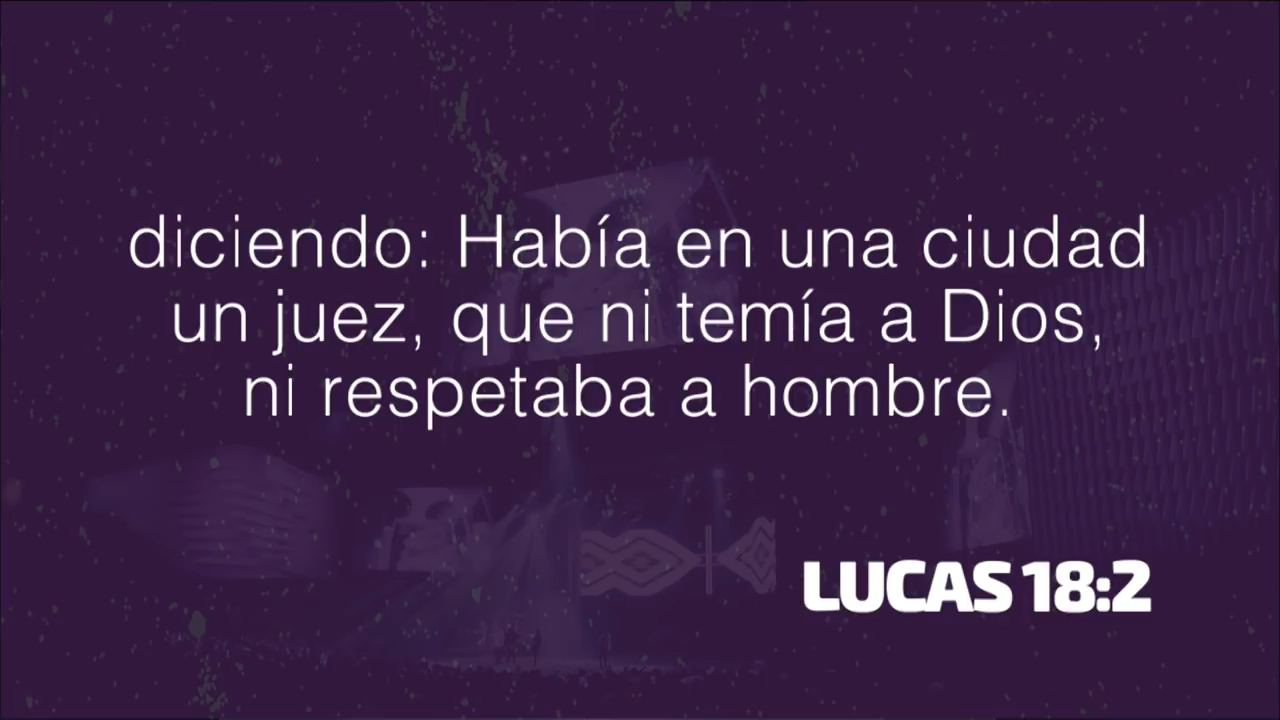 diciendo: Había en una ciudad
un juez, que ni temía a Dios,
ni respetaba a hombre.
LUCAS 18:2